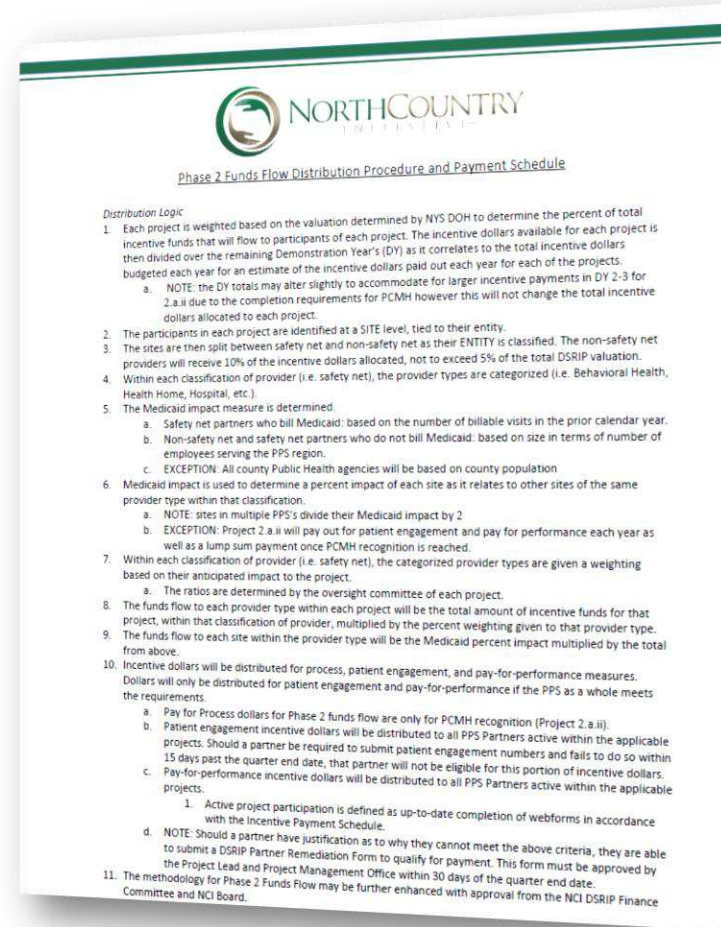 NORTHCOUNTRY
INITIATIVE
Phase 2 Funds Flow Distribution Procedure and Payment Schedule
Distribution Logic
1. Each project is weighted based on the valuation determined by NYS DOH to determine the percent of total
incentive funds that will flow to participants of each project. The incentive dollars available for each project is
then divided over the remaining Demonstration Year's (DY) as it correlates to the total incentive dollars
budgeted each year for an estimate of the incentive dollars paid out each year for each of the projects.
a. NOTE: the DY totals may alter slightly to accommodate for larger incentive payments in DY 2-3 for
2.a.ii due to the completion requirements for PCMH however this will not change the total incentive
dollars allocated to each project.
2. The participants in each project are identified at a SITE level, tied to their entity.
3. The sites are then split between safety net and non-safety net as their ENTITY is classified. The non-safety net
providers will receive 10% of the incentive dollars allocated, not to exceed 5% of the total DSRIP valuation.
4. Within each classification of provider (i.e. safety net), the provider types are categorized (i.e. Behavioral Health,
Health Home, Hospital, etc.).
5. The Medicaid impact measure is determined.
a. Safety net partners who bill Medicaid: based on the number of billable visits in the prior calendar year.
b. Non-safety net and safety net partners who do not bill Medicaid: based on size in terms of number of
employees serving the PPS region.
c. EXCEPTION: All county Public Health agencies will be based on county population
6. Medicaid impact is used to determine a percent impact of each site as it relates to other sites of the same
provider type within that classification.
a. NOTE: sites in multiple PPS's divide their Medicaid impact by 2
b. EXCEPTION: Project 2.a.ii will pay out for patient engagement and pay for performance each year as
well as a lump sum payment once PCMH recognition is reached.
7. Within each classification of provider (i.e. safety net), the categorized provider types are given a weighting
based on their anticipated impact to the project.
a. The ratios are determined by the oversight committee of each project.
8. The funds flow to each provider type within each project will be the total amount of incentive funds for that
project, within that classification of provider, multiplied by the percent weighting given to that provider type.
9. The funds flow to each site within the provider type will be the Medicaid percent impact multiplied by the total
from above.
10. Incentive dollars will be distributed for process, patient engagement, and pay-for-performance measures.
Dollars will only be distributed for patient engagement and pay-for-performance if the PPS as a whole meets
the requirements.
a. Pay for Process dollars for Phase 2 funds flow are only for PCMH recognition (Project 2.a.ii).
b. Patient engagement incentive dollars will be distributed to all PPS Partners active within the applicable
projects. Should a partner be required to submit patient engagement numbers and fails to do so within
15 days past the quarter end date, that partner will not be eligible for this portion of incentive dollars.
c. Pay-for-performance incentive dollars will be distributed to all PPS Partners active within the applicable
projects.
1. Active project participation is defined as up-to-date completion of webforms in accordance
with the Incentive Payment Schedule.
d. NOTE: Should a partner have justification as to why they cannot meet the above criteria, they are able
to submit a DSRIP Partner Remediation Form to qualify for payment. This form must be approved by
the Project Lead and Project Management Office within 30 days of the quarter end date.
11. The methodology for Phase 2 Funds Flow may be further enhanced with approval from the NCI DSRIP Finance
Committee and NCI Board.